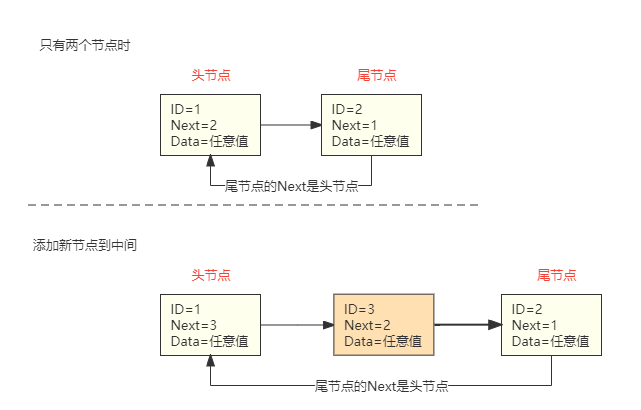 只有两个节点时
头节点
尾节点
ID=1
Next=2
Data=任意值
ID=2
Next=1
Data=任意值
尾节点的Next是头节点
添加新节点到中间
头节点
尾节点
ID=1
Next=3
Data=任意值
ID=3
Next=2
Data=任意值
ID=2
Next=1
Data=任意值
尾节点的Next是头节点